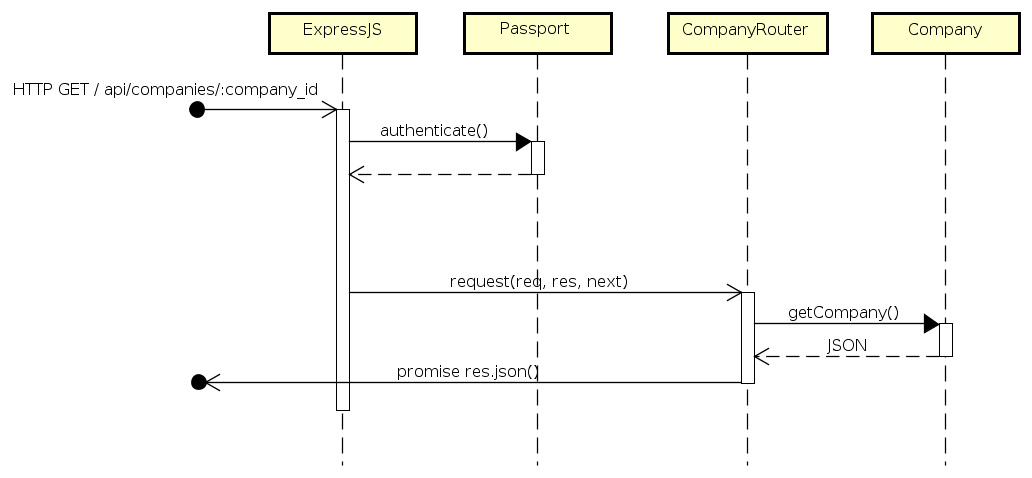 ExpressJS
Passport
CompanyRouter
Company
HTTP GET / api/companies/:company_id
authenticate()
request(req, res, next)
getCompany()
JSON
promise res.json()